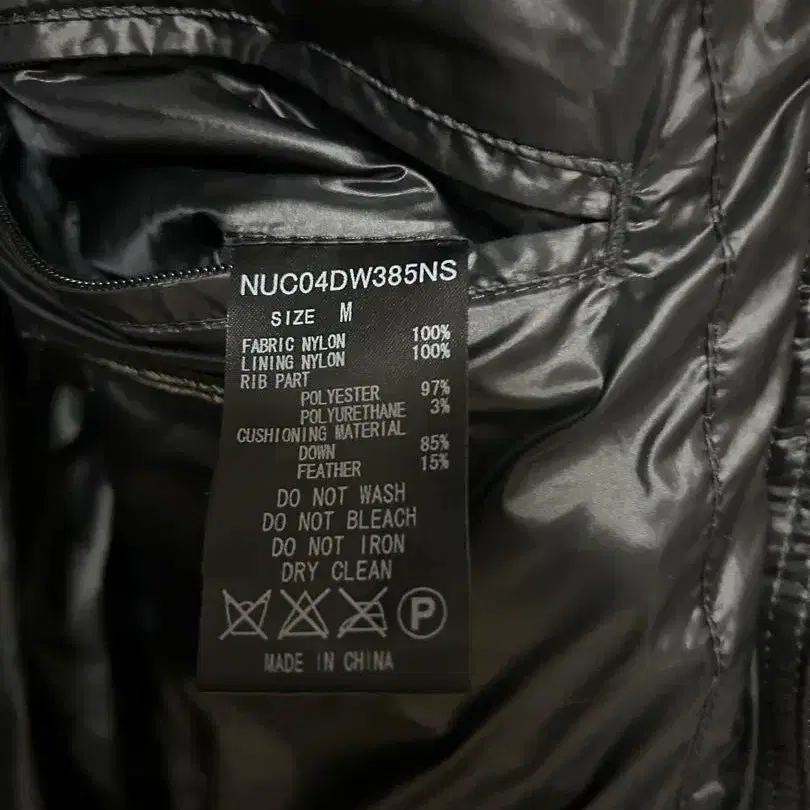 NUC04DW385NS
SIZE M
FABRIC NYLON 100%
LINING NYLON 100%
RIB PART
POLYESTER 97%
POLYURETHANE 3%
CUSHIONING MATERIAL
DOWN 85%
FEATHER 15%
DO NOT WASH
DO NOT BLEACH
DO NOT IRON
DRY CLEAN
P
MADE IN CHINA